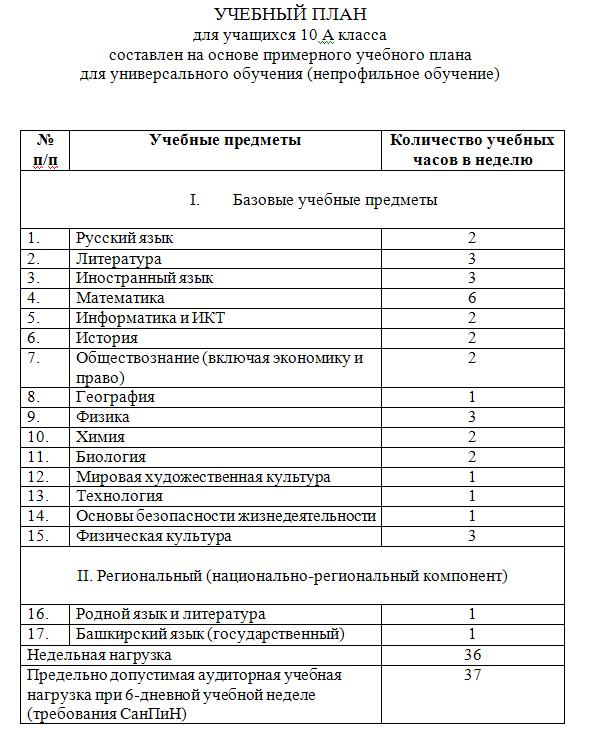 УЧЕБНЫЙ ПЛАН
для учащихся 10 А класса
составлен на основе примерного учебного плана
для универсального обучения (непрофильное обучение)
№ Учебные предметы Количество учебных
п/п часов в неделю
I. Базовые учебные предметы
1. Русский язык 2
2. Литература 3
3. Иностранный язык 3
4. Математика 6
5. Информатика и ИКТ 2
6. История 2
7. Обществознание (включая экономику и 2
право)
8. География 1
9. Физика 3
10. Химия 2
11. Биология 2
12. Мировая художественная культура 1
13. Технология 1
14. Основы безопасности жизнедеятельности 1
15. Физическая культура 3
II. Региональный (национально-региональный компонент)
16. Родной язык и литература 1
17. Башкирский язык (государственный) 1
Недельная нагрузка 36
Предельно допустимая аудиторная учебная 37
нагрузка при 6-дневной учебной неделе
(требования СанПиН)